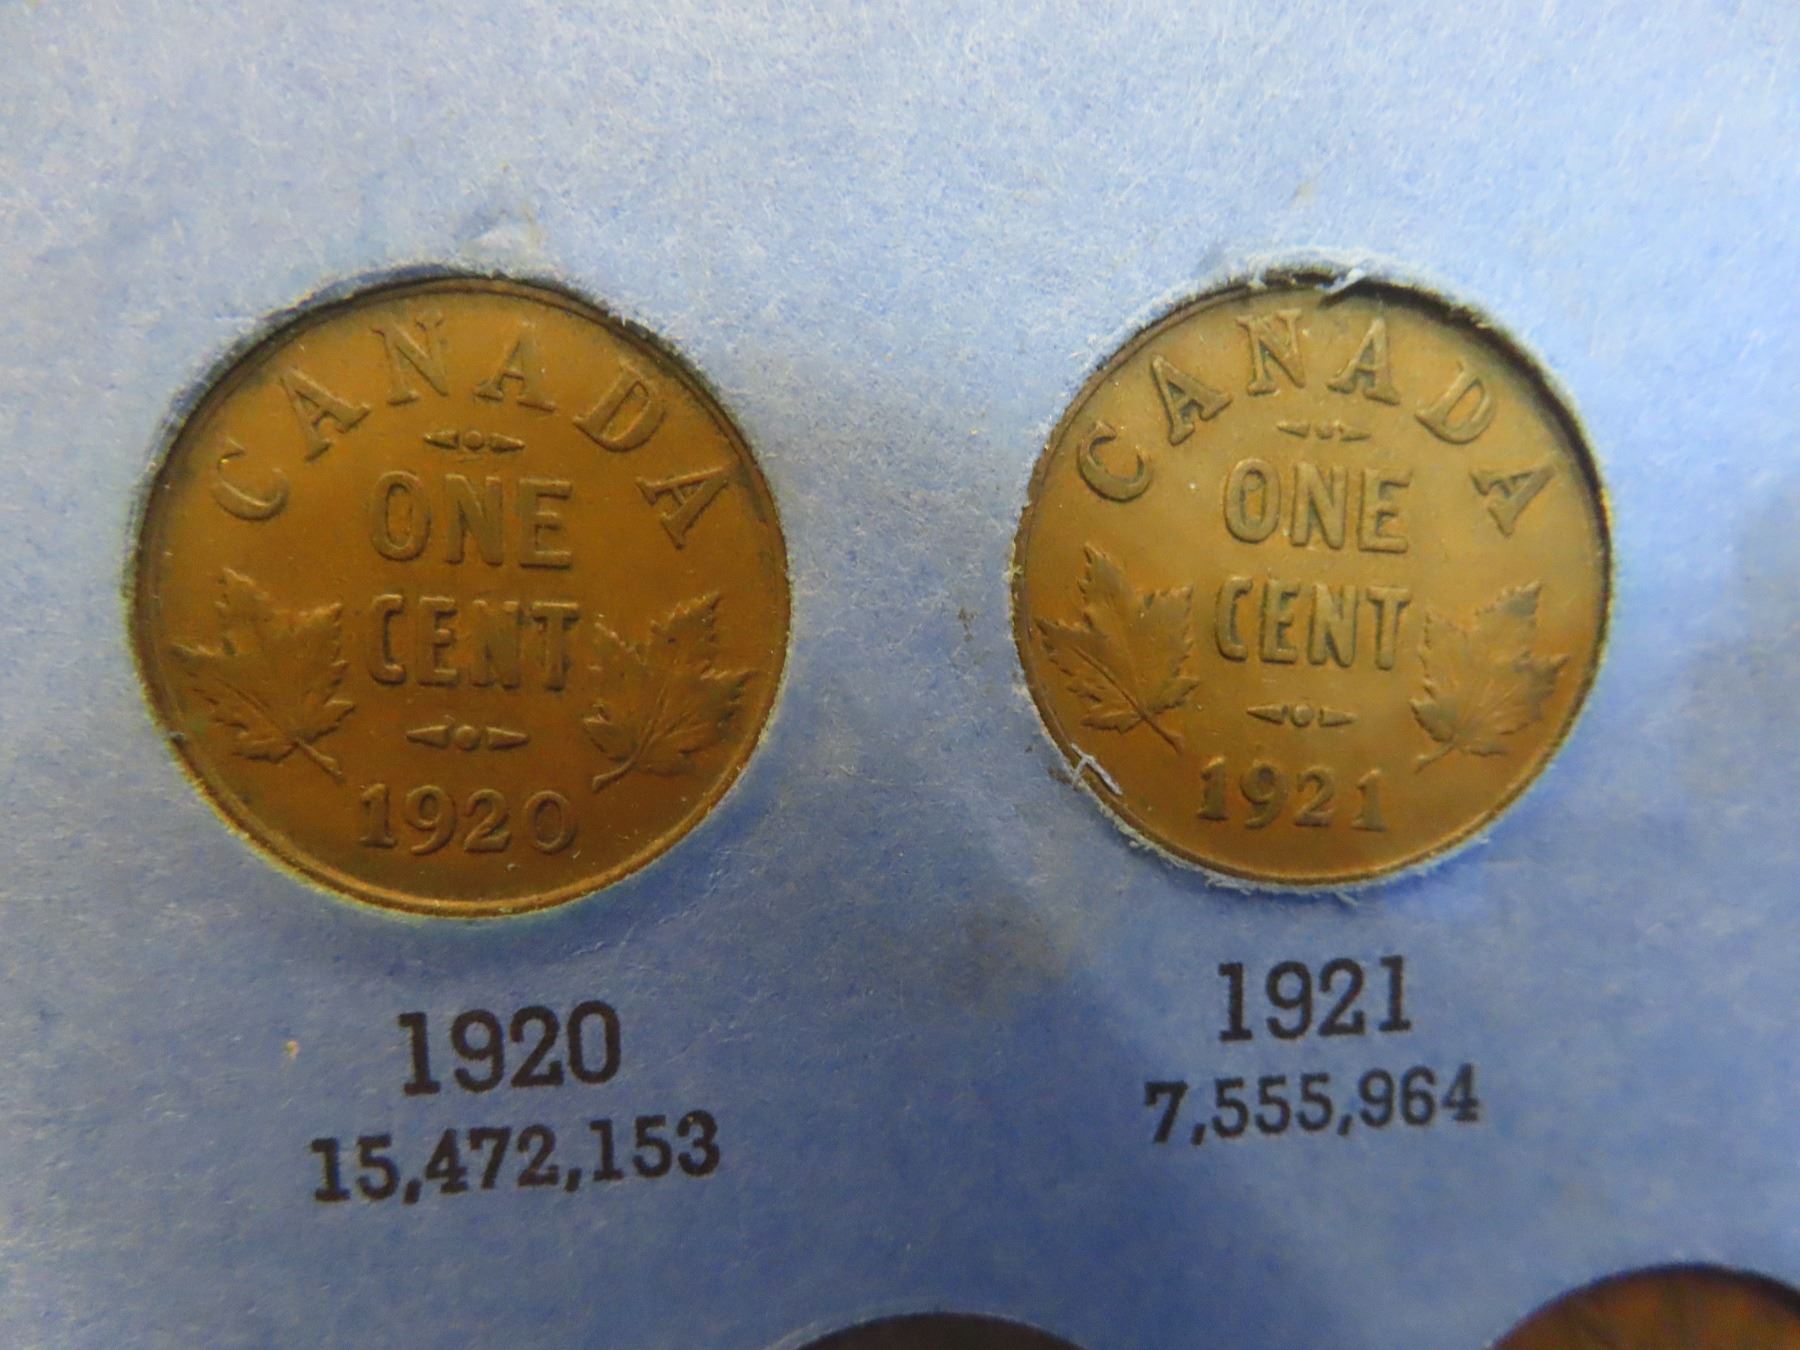 CANADA
ONE
CENT
1920
CANADA
ONE
CENT
1921
1920
15,472,153
1921
7,555,964